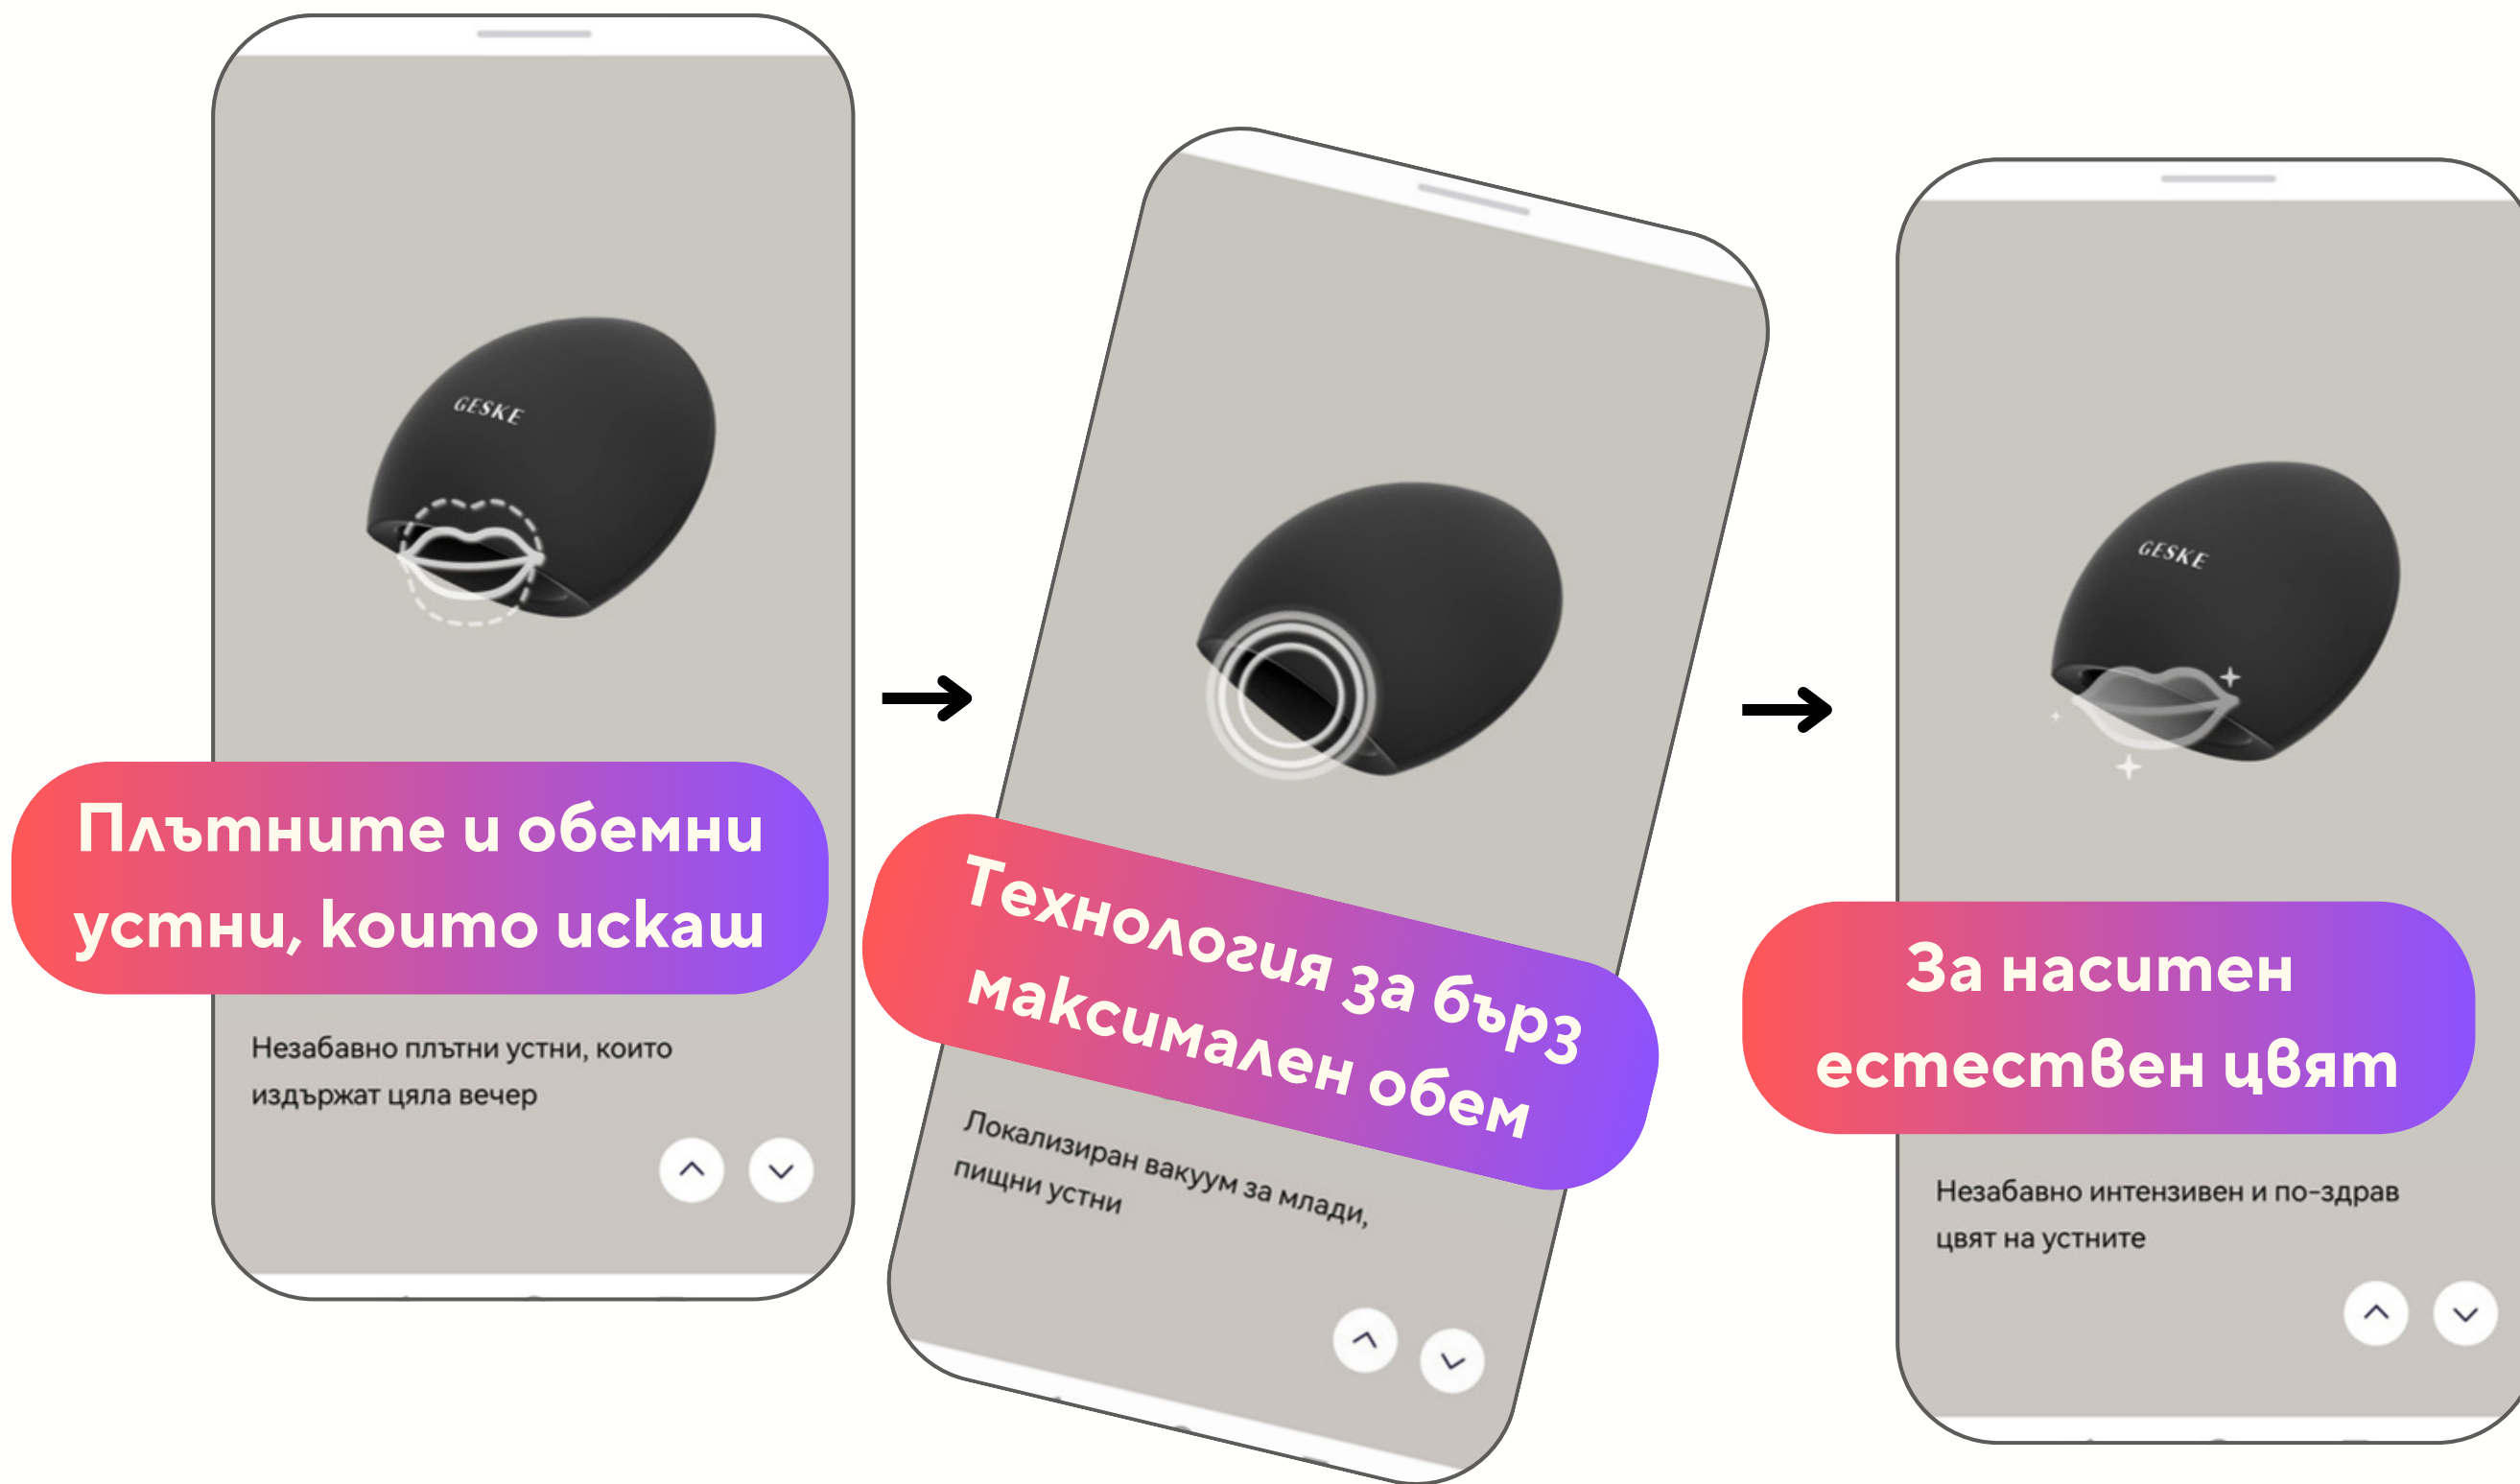 GESKE
Плътните и обемни
устни, които искаш
Незабавно плътни устни, които
издържат цяла вечер
Технология за бърз
максимален обем
Локализиран вакуум за млади,
пищни устни
GESKE
За наситен
естествен цвят
Незабавно интензивен и по-здрав
цвят на устните